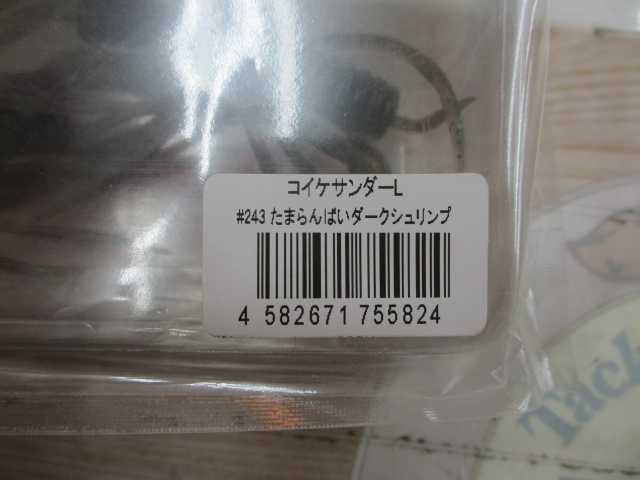 コイケサンダーL
#243 たまらんばいダークシュリンプ
4 582671 755824
Tack